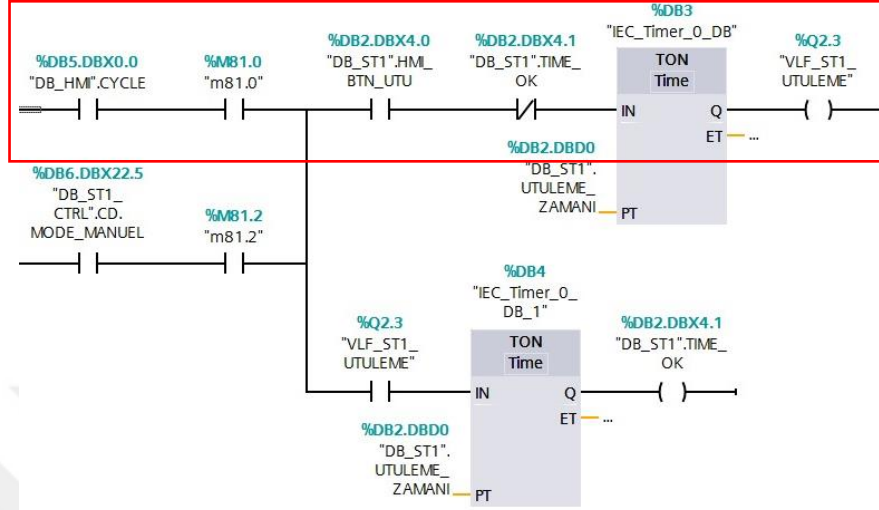 %DB3
"IEC_Timer_0_DB"
%DB5.DBX0.0
"DB_HMI".CYCLE
%M81.0
"m81.0"
%DB2.DBX4.0
"DB_ST1".HMI_
BTN_UTU
%DB2.DBX4.1
"DB_ST1".TIME_
OK
TON
Time
IN
Q
ET
...
%Q2.3
"VLF_ST1_
UTULEME"
%DB2.DBD0
"DB_ST1".
UTULEME_
ZAMANI
PT
%DB6.DBX22.5
"DB_ST1_
CTRL".CD.
MODE_MANUEL
%M81.2
"m81.2"
%DB4
"IEC_Timer_0_
DB_1"
%Q2.3
"VLF_ST1_
UTULEME"
TON
Time
IN
Q
ET
...
%DB2.DBX4.1
"DB_ST1".TIME_
OK
%DB2.DBD0
"DB_ST1".
UTULEME_
ZAMANI
PT